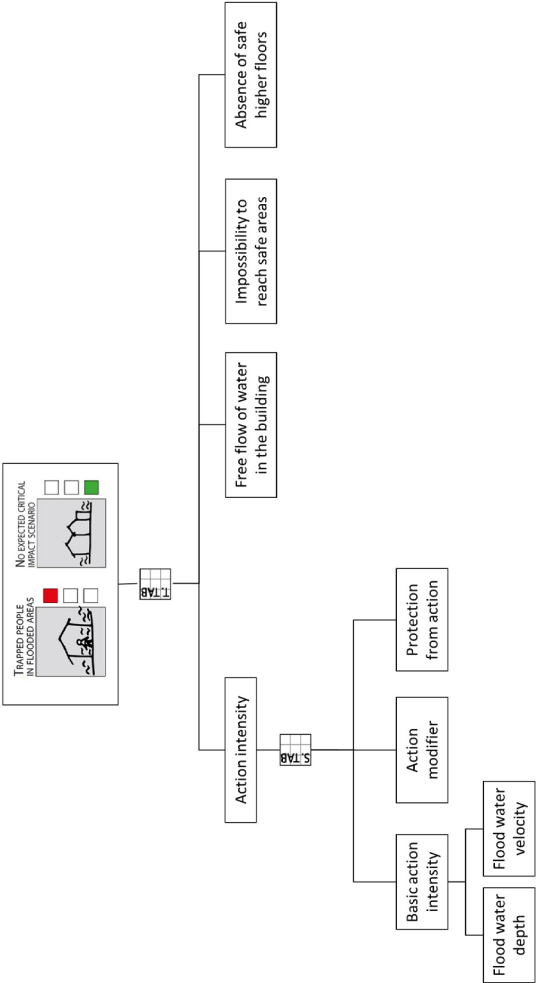 TRAPPED PEOPLE
IN FLOODED AREAS
NO EXPECTED CRITICAL
IMPACT SCENARIO
T. TAB
Action intensity
Free flow of water
in the building
Impossibility to
reach safe areas
Absence of safe
higher floors
S. TAB
Basic action
intensity
Action
modifier
Protection
from action
Flood water
depth
Flood water
velocity